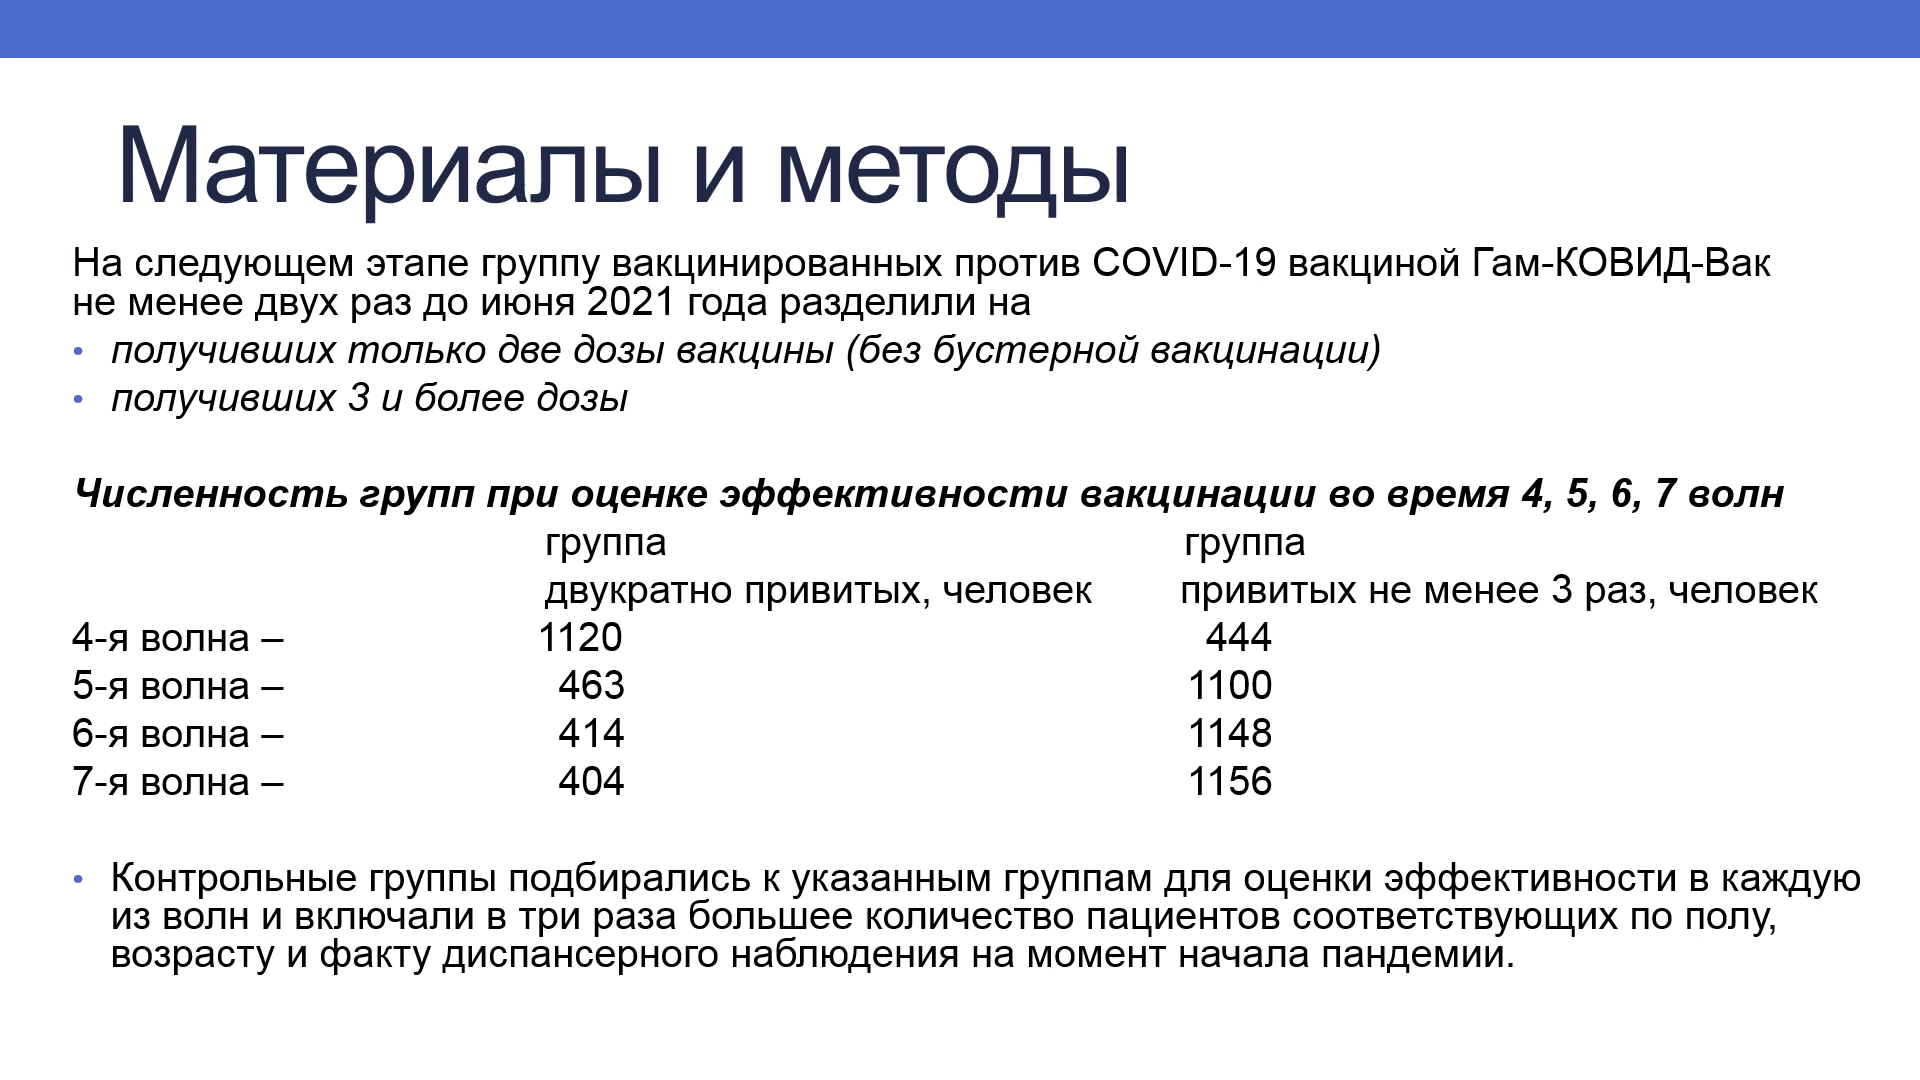 Материалы и методы
На следующем этапе группу вакцинированных против COVID-19 вакциной Гам-КОВИД-Вак
не менее двух раз до июня 2021 года разделили на
• получивших только две дозы вакцины (без бустерной вакцинации)
• получивших 3 и более дозы
Численность групп при оценке эффективности вакцинации во время 4, 5, 6, 7 волн
группа группа
двукратно привитых, человек привитых не менее 3 раз, человек
4-я волна – 1120 444
5-я волна – 463 1100
6-я волна – 414 1148
7-я волна – 404 1156
• Контрольные группы подбирались к указанным группам для оценки эффективности в каждую
из волн и включали в три раза большее количество пациентов соответствующих по полу,
возрасту и факту диспансерного наблюдения на момент начала пандемии.